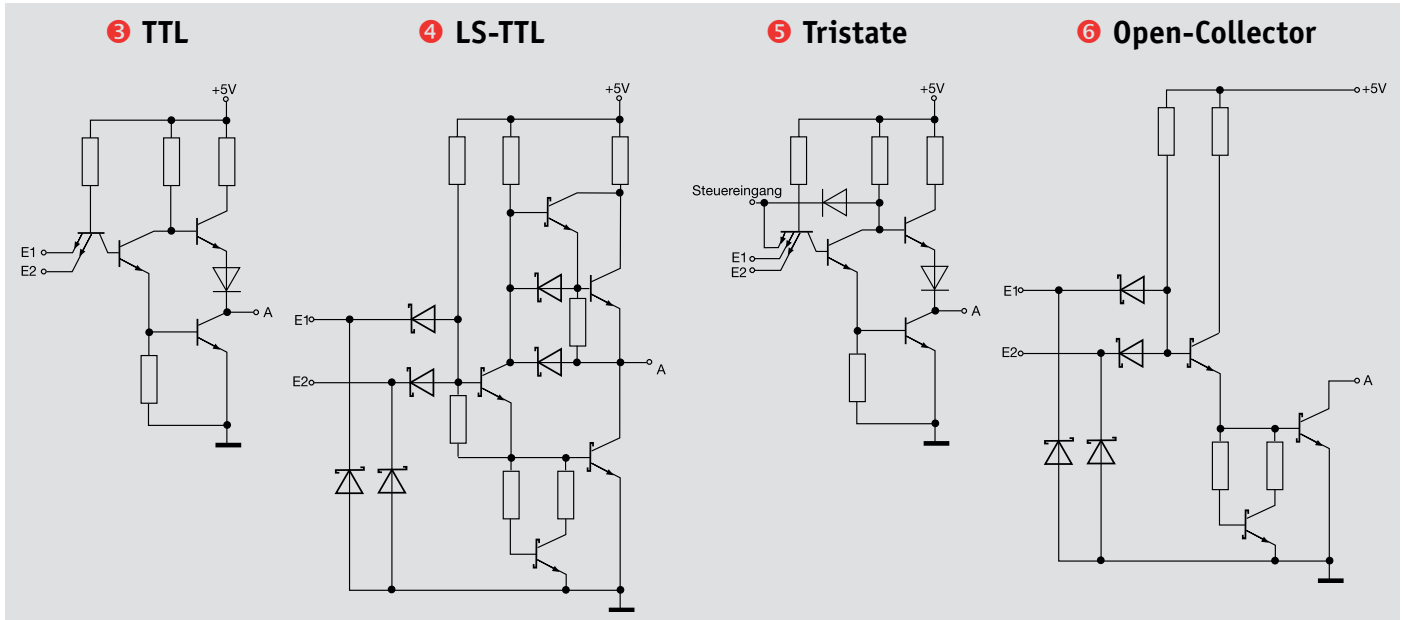 ❸ TTL
❹ LS-TTL
❺ Tristate
❻ Open-Collector
+5V
E1
E2
A
+5V
E1
E2
A
+5V
Steuereingang
E1
E2
A
+5V
E1
E2
A